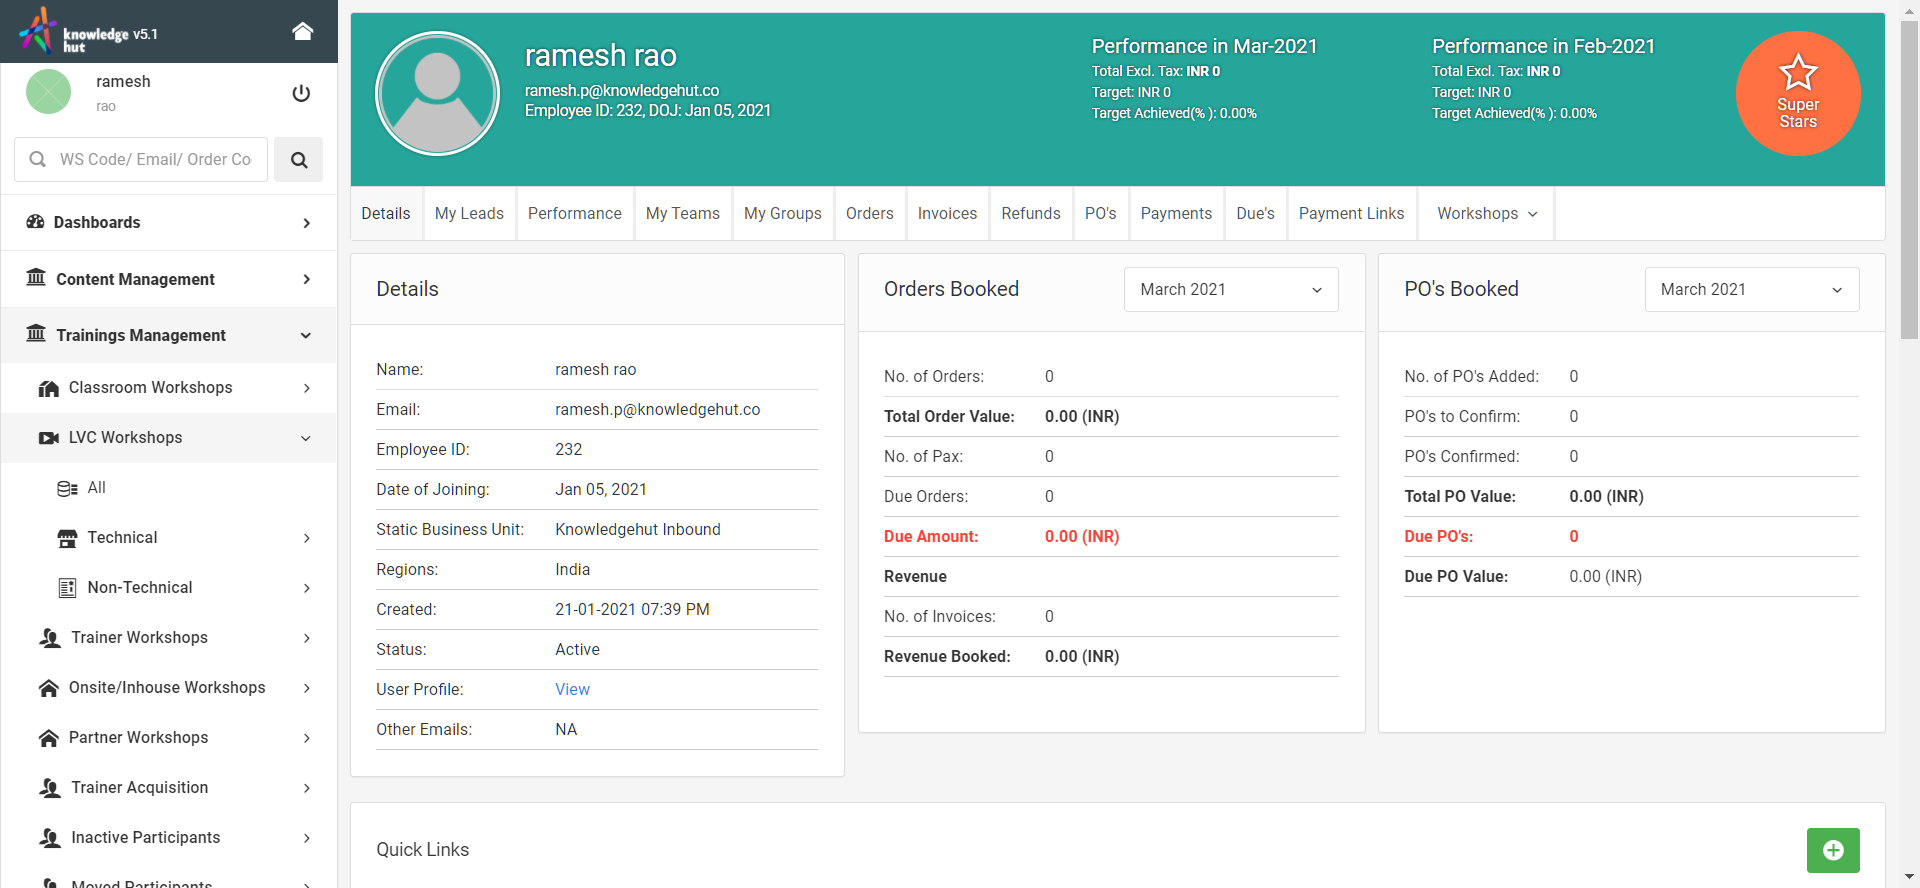 knowledge
hut
v5.1
ramesh
rao
WS Code/ Email/ Order Co
Dashboards
Content Management
Trainings Management
Classroom Workshops
LVC Workshops
All
Technical
Non-Technical
Trainer Workshops
Onsite/Inhouse Workshops
Partner Workshops
Trainer Acquisition
Inactive Participants
Moved Participants
ramesh rao
ramesh.p@knowledgehut.co
Employee ID: 232, DOJ: Jan 05, 2021
Performance in Mar-2021
Total Excl. Tax: INR 0
Target: INR 0
Target Achieved(% ): 0.00%
Performance in Feb-2021
Total Excl. Tax: INR 0
Target: INR 0
Target Achieved(% ): 0.00%
Super
Stars
Details My Leads Performance My Teams My Groups Orders Invoices Refunds PO's Payments Due's Payment Links Workshops
Details
Name: ramesh rao
Email: ramesh.p@knowledgehut.co
Employee ID: 232
Date of Joining: Jan 05, 2021
Static Business Unit: Knowledgehut Inbound
Regions: India
Created: 21-01-2021 07:39 PM
Status: Active
User Profile: View
Other Emails: NA
Orders Booked March 2021
No. of Orders: 0
Total Order Value: 0.00 (INR)
No. of Pax: 0
Due Orders: 0
Due Amount: 0.00 (INR)
Revenue
No. of Invoices: 0
Revenue Booked: 0.00 (INR)
PO's Booked March 2021
No. of PO's Added: 0
PO's to Confirm: 0
PO's Confirmed: 0
Total PO Value: 0.00 (INR)
Due PO's: 0
Due PO Value: 0.00 (INR)
Quick Links